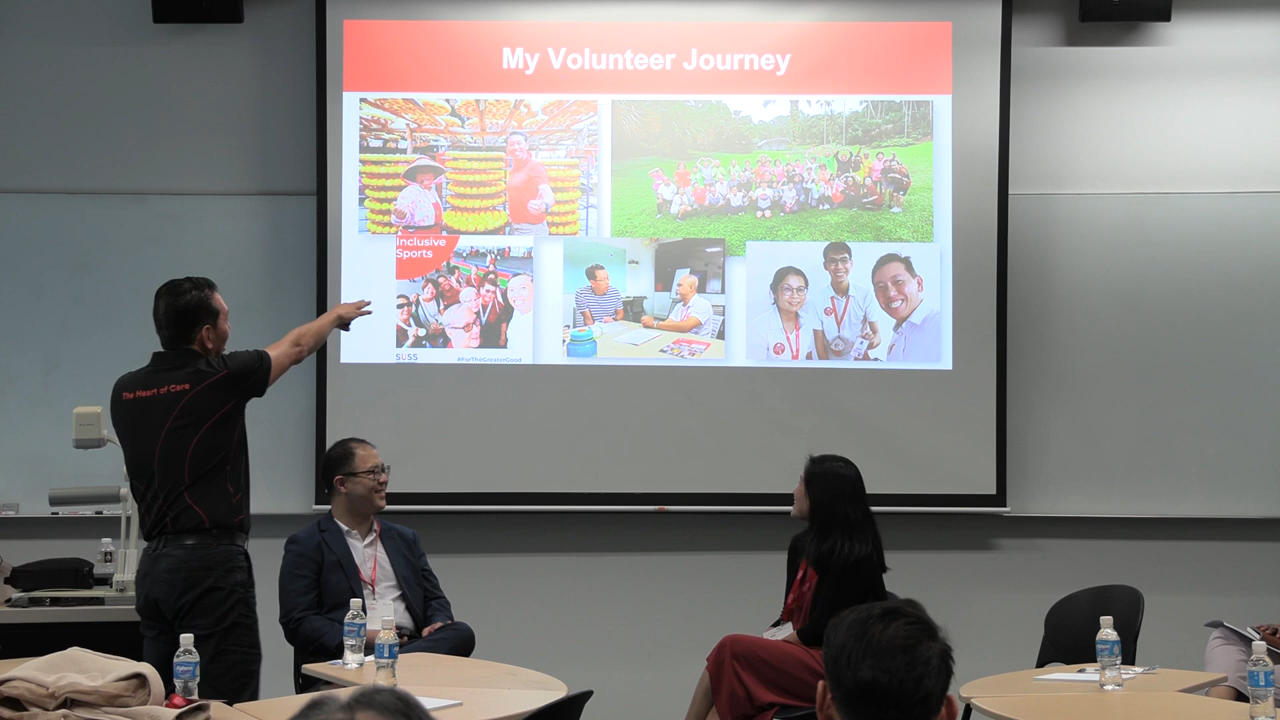 My Volunteer Journey
Inclusive
Sports
SUSS
#ForTheGreaterGood
The Heart of Care